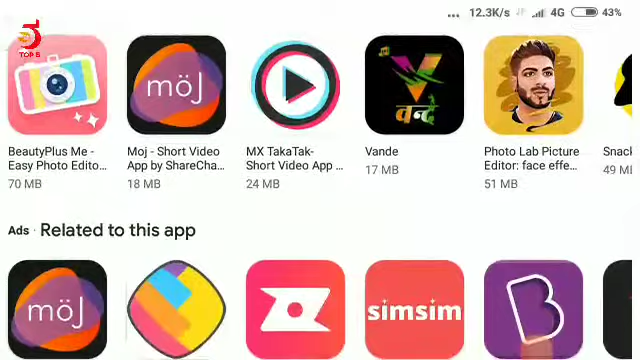 12.3K/s 4G 43%
5
TOP 5
möj
वन्दे
BeautyPlus Me -
Easy Photo Edito...
70 MB
Moj - Short Video
App by ShareCha...
18 MB
MX TakaTak-
Short Video App ...
24 MB
Vande
17 MB
Photo Lab Picture
Editor: face effe...
51 MB
Snack
49 M
Ads · Related to this app
möj
simsim
B